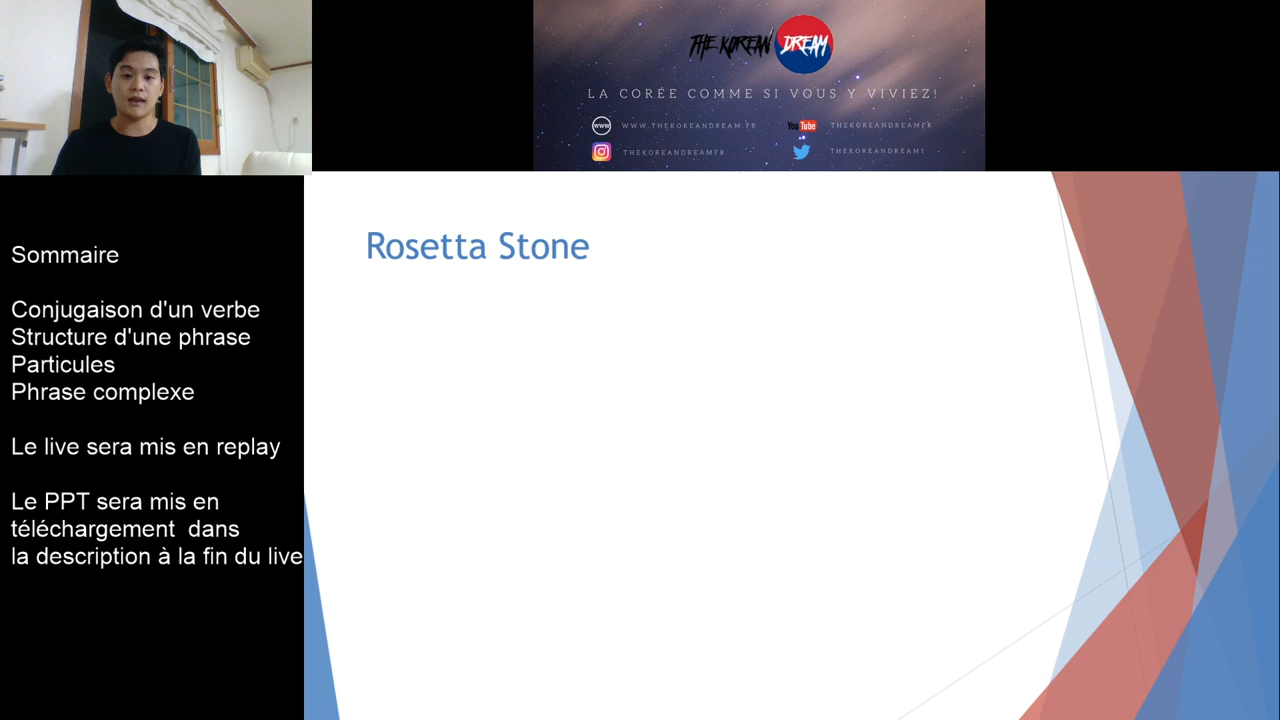 THE KOREAN DREAM
LA CORÉE COMME SI VOUS Y VIVIEZ!
WWW WWW.THEKOREANDREAM.FR
YouTube THEKOREANDREAMFR
THEKOREANDREAMFR
THEKOREANDREAM1
Sommaire
Conjugaison d'un verbe
Structure d'une phrase
Particules
Phrase complexe
Le live sera mis en replay
Le PPT sera mis en
téléchargement  dans
la description à la fin du live
Rosetta Stone